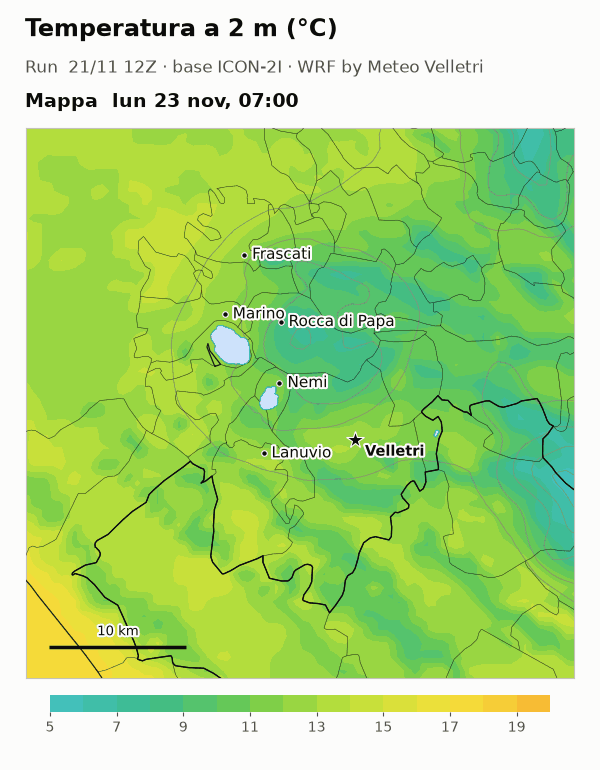 Temperatura a 2 m (°C)
Run  21/11 12Z · base ICON-2I · WRF by Meteo Velletri
Mappa  lun 23 nov, 07:00
Frascati
Marino
Rocca di Papa
Nemi
Velletri
Lanuvio
10 km
5 7 9 11 13 15 17 19